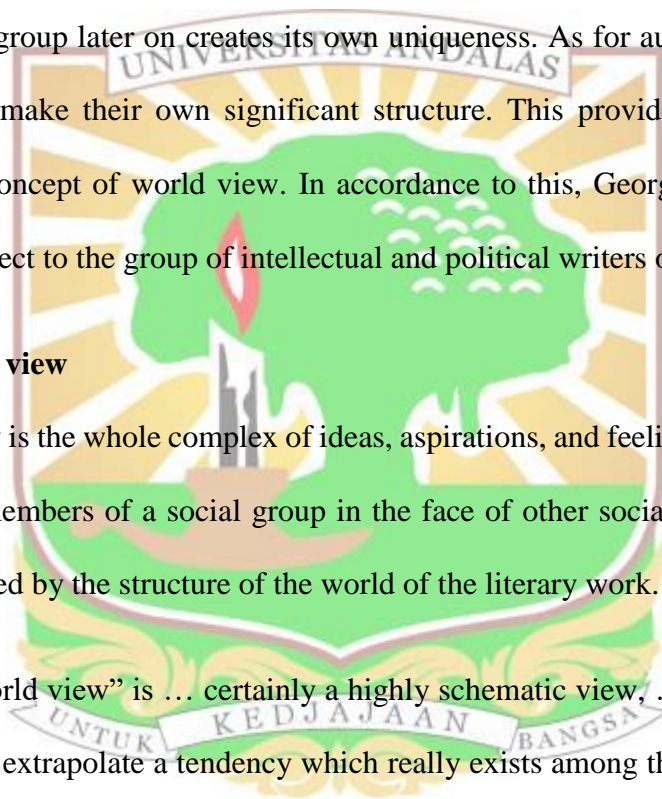 group later on creates its own uniqueness. As for au
UNIVERSITAS ANDALAS
make their own significant structure. This provid
oncept of world view. In accordance to this, Georg
ect to the group of intellectual and political writers o
view
is the whole complex of ideas, aspirations, and feeli
embers of a social group in the face of other socia
ed by the structure of the world of the literary work.
rld view” is … certainly a highly schematic view, .
UNTUK KEDJAJAAN BANGSA
extrapolate a tendency which really exists among th